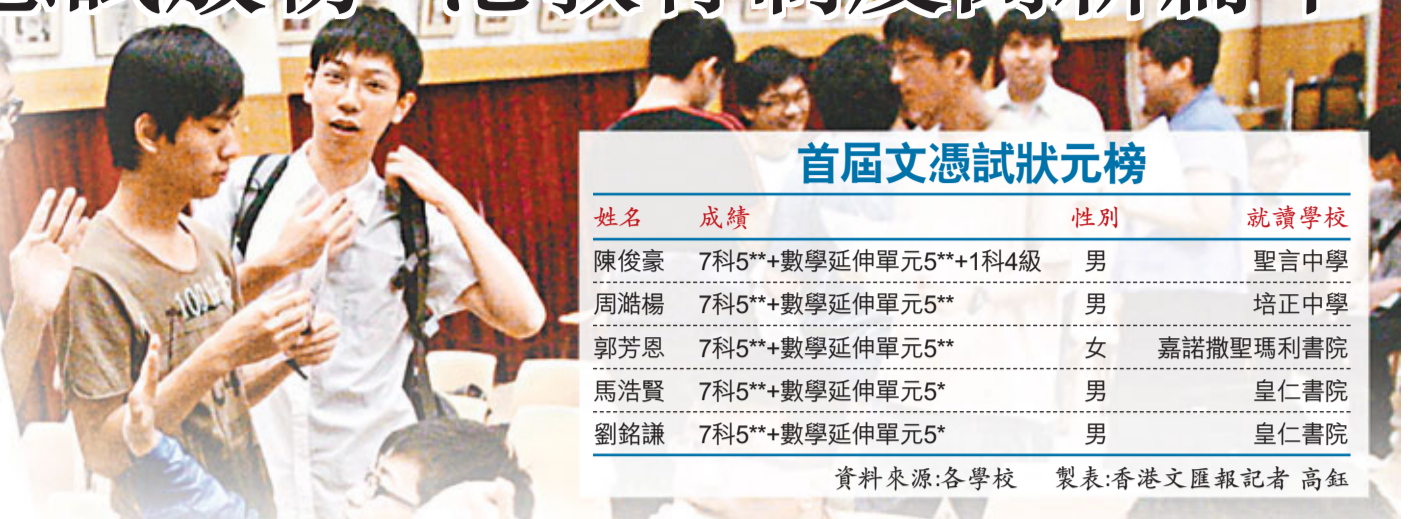 首屆文憑試狀元榜
姓名 成績 性別 就讀學校
陳俊豪 7科5**+數學延伸單元5**+1科4級 男 聖言中學
周澔楊 7科5**+數學延伸單元5** 男 培正中學
郭芳恩 7科5**+數學延伸單元5** 女 嘉諾撒聖瑪利書院
馬浩賢 7科5**+數學延伸單元5* 男 皇仁書院
劉銘謙 7科5**+數學延伸單元5* 男 皇仁書院
資料來源:各學校 製表:香港文匯報記者 高鈺